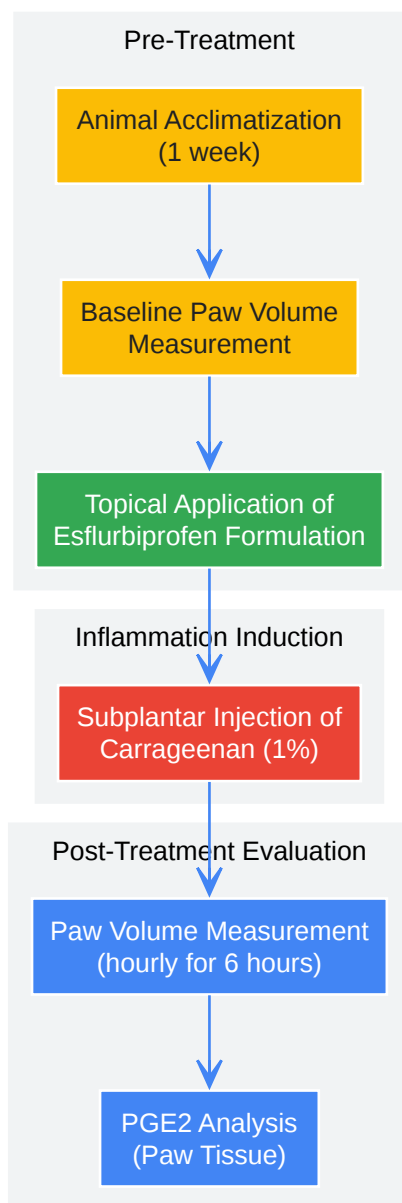 Pre-Treatment
Animal Acclimatization
(1 week)
Baseline Paw Volume
Measurement
Topical Application of
Esflurbiprofen Formulation
Inflammation Induction
Subplantar Injection of
Carrageenan (1%)
Post-Treatment Evaluation
Paw Volume Measurement
(hourly for 6 hours)
PGE2 Analysis
(Paw Tissue)